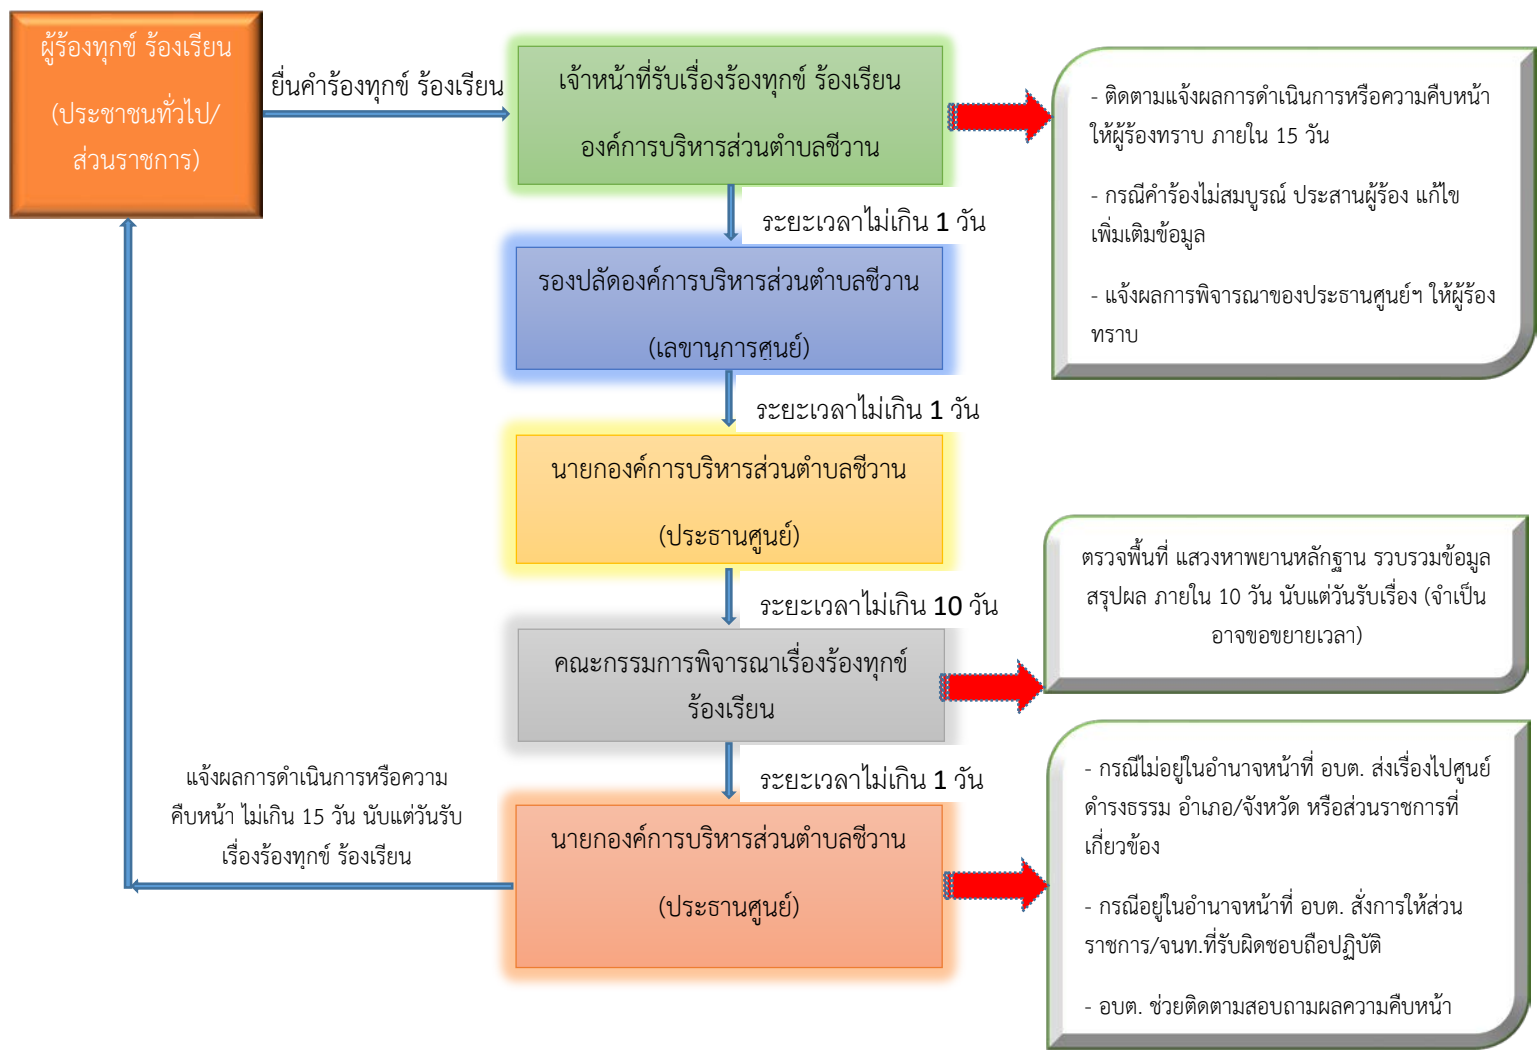 ผู้ร้องทุกข์ ร้องเรียน
(ประชาชนทั่วไป/
ส่วนราชการ)
ยื่นคำร้องทุกข์ ร้องเรียน
เจ้าหน้าที่รับเรื่องร้องทุกข์ ร้องเรียน
องค์การบริหารส่วนตำบลชีวาน
- ติดตามแจ้งผลการดำเนินการหรือความคืบหน้า
ให้ผู้ร้องทราบ ภายใน 15 วัน
- กรณีคำร้องไม่สมบูรณ์ ประสานผู้ร้อง แก้ไข
เพิ่มเติมข้อมูล
- แจ้งผลการพิจารณาของประธานศูนย์ฯ ให้ผู้ร้อง
ทราบ
ระยะเวลาไม่เกิน 1 วัน
รองปลัดองค์การบริหารส่วนตำบลชีวาน
(เลขานุการศูนย์)
ระยะเวลาไม่เกิน 1 วัน
นายกองค์การบริหารส่วนตำบลชีวาน
(ประธานศูนย์)
ระยะเวลาไม่เกิน 10 วัน
คณะกรรมการพิจารณาเรื่องร้องทุกข์
ร้องเรียน
ตรวจพื้นที่ แสวงหาพยานหลักฐาน รวบรวมข้อมูล
สรุปผล ภายใน 10 วัน นับแต่วันรับเรื่อง (จำเป็น
อาจขอขยายเวลา)
ระยะเวลาไม่เกิน 1 วัน
นายกองค์การบริหารส่วนตำบลชีวาน
(ประธานศูนย์)
- กรณีไม่อยู่ในอำนาจหน้าที่ อบต. ส่งเรื่องไปศูนย์
ดำรงธรรม อำเภอ/จังหวัด หรือส่วนราชการที่
เกี่ยวข้อง
- กรณีอยู่ในอำนาจหน้าที่ อบต. สั่งการให้ส่วน
ราชการ/จนท.ที่รับผิดชอบถือปฏิบัติ
- อบต. ช่วยติดตามสอบถามผลความคืบหน้า
แจ้งผลการดำเนินการหรือความ
คืบหน้า ไม่เกิน 15 วัน นับแต่วันรับ
เรื่องร้องทุกข์ ร้องเรียน